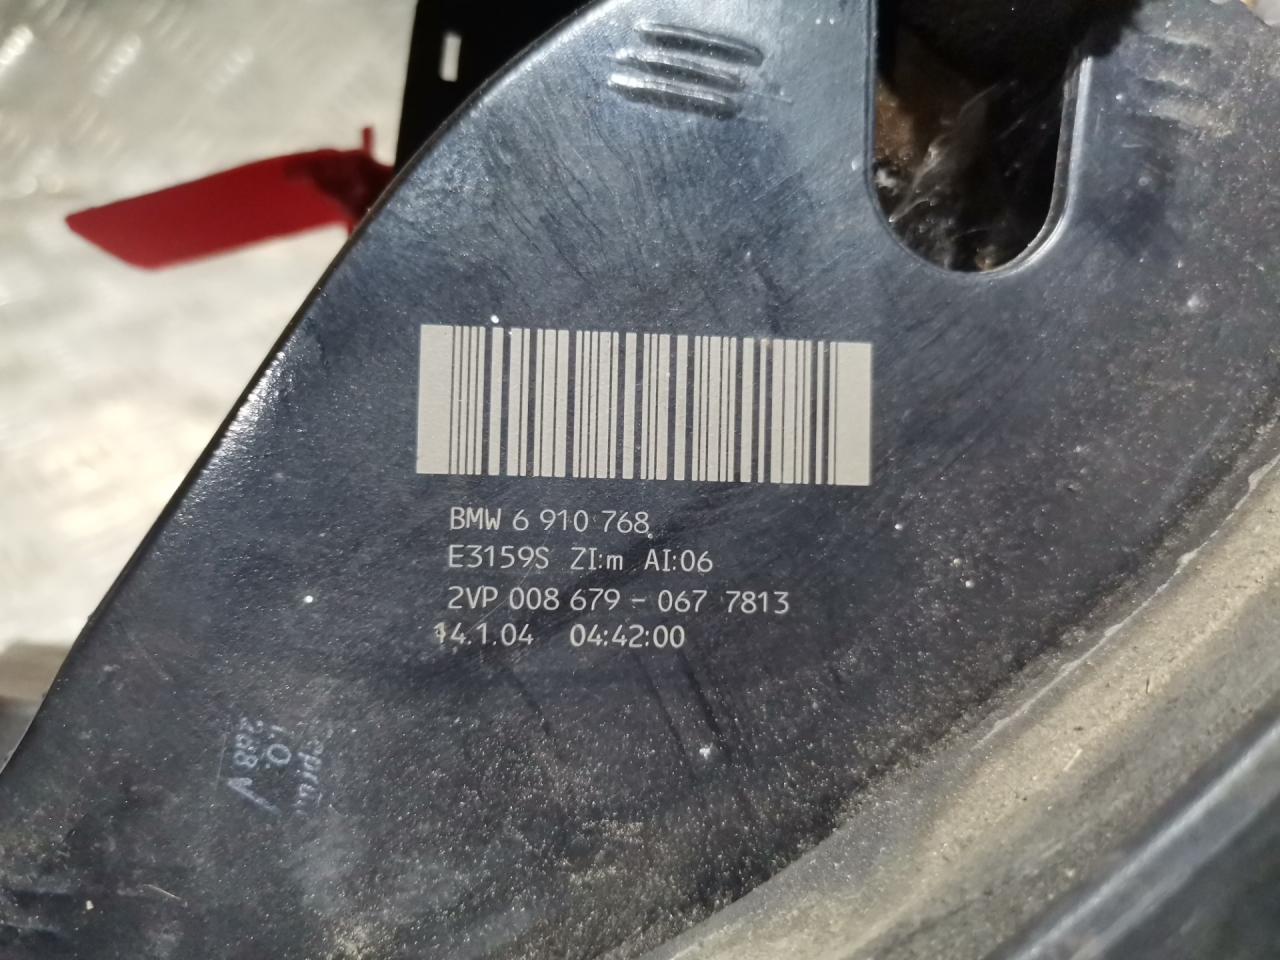 BMW 6 910 768
E3159S ZI:m AI:06
2VP 008 679 - 067 7813
14.1.04 04:42:00